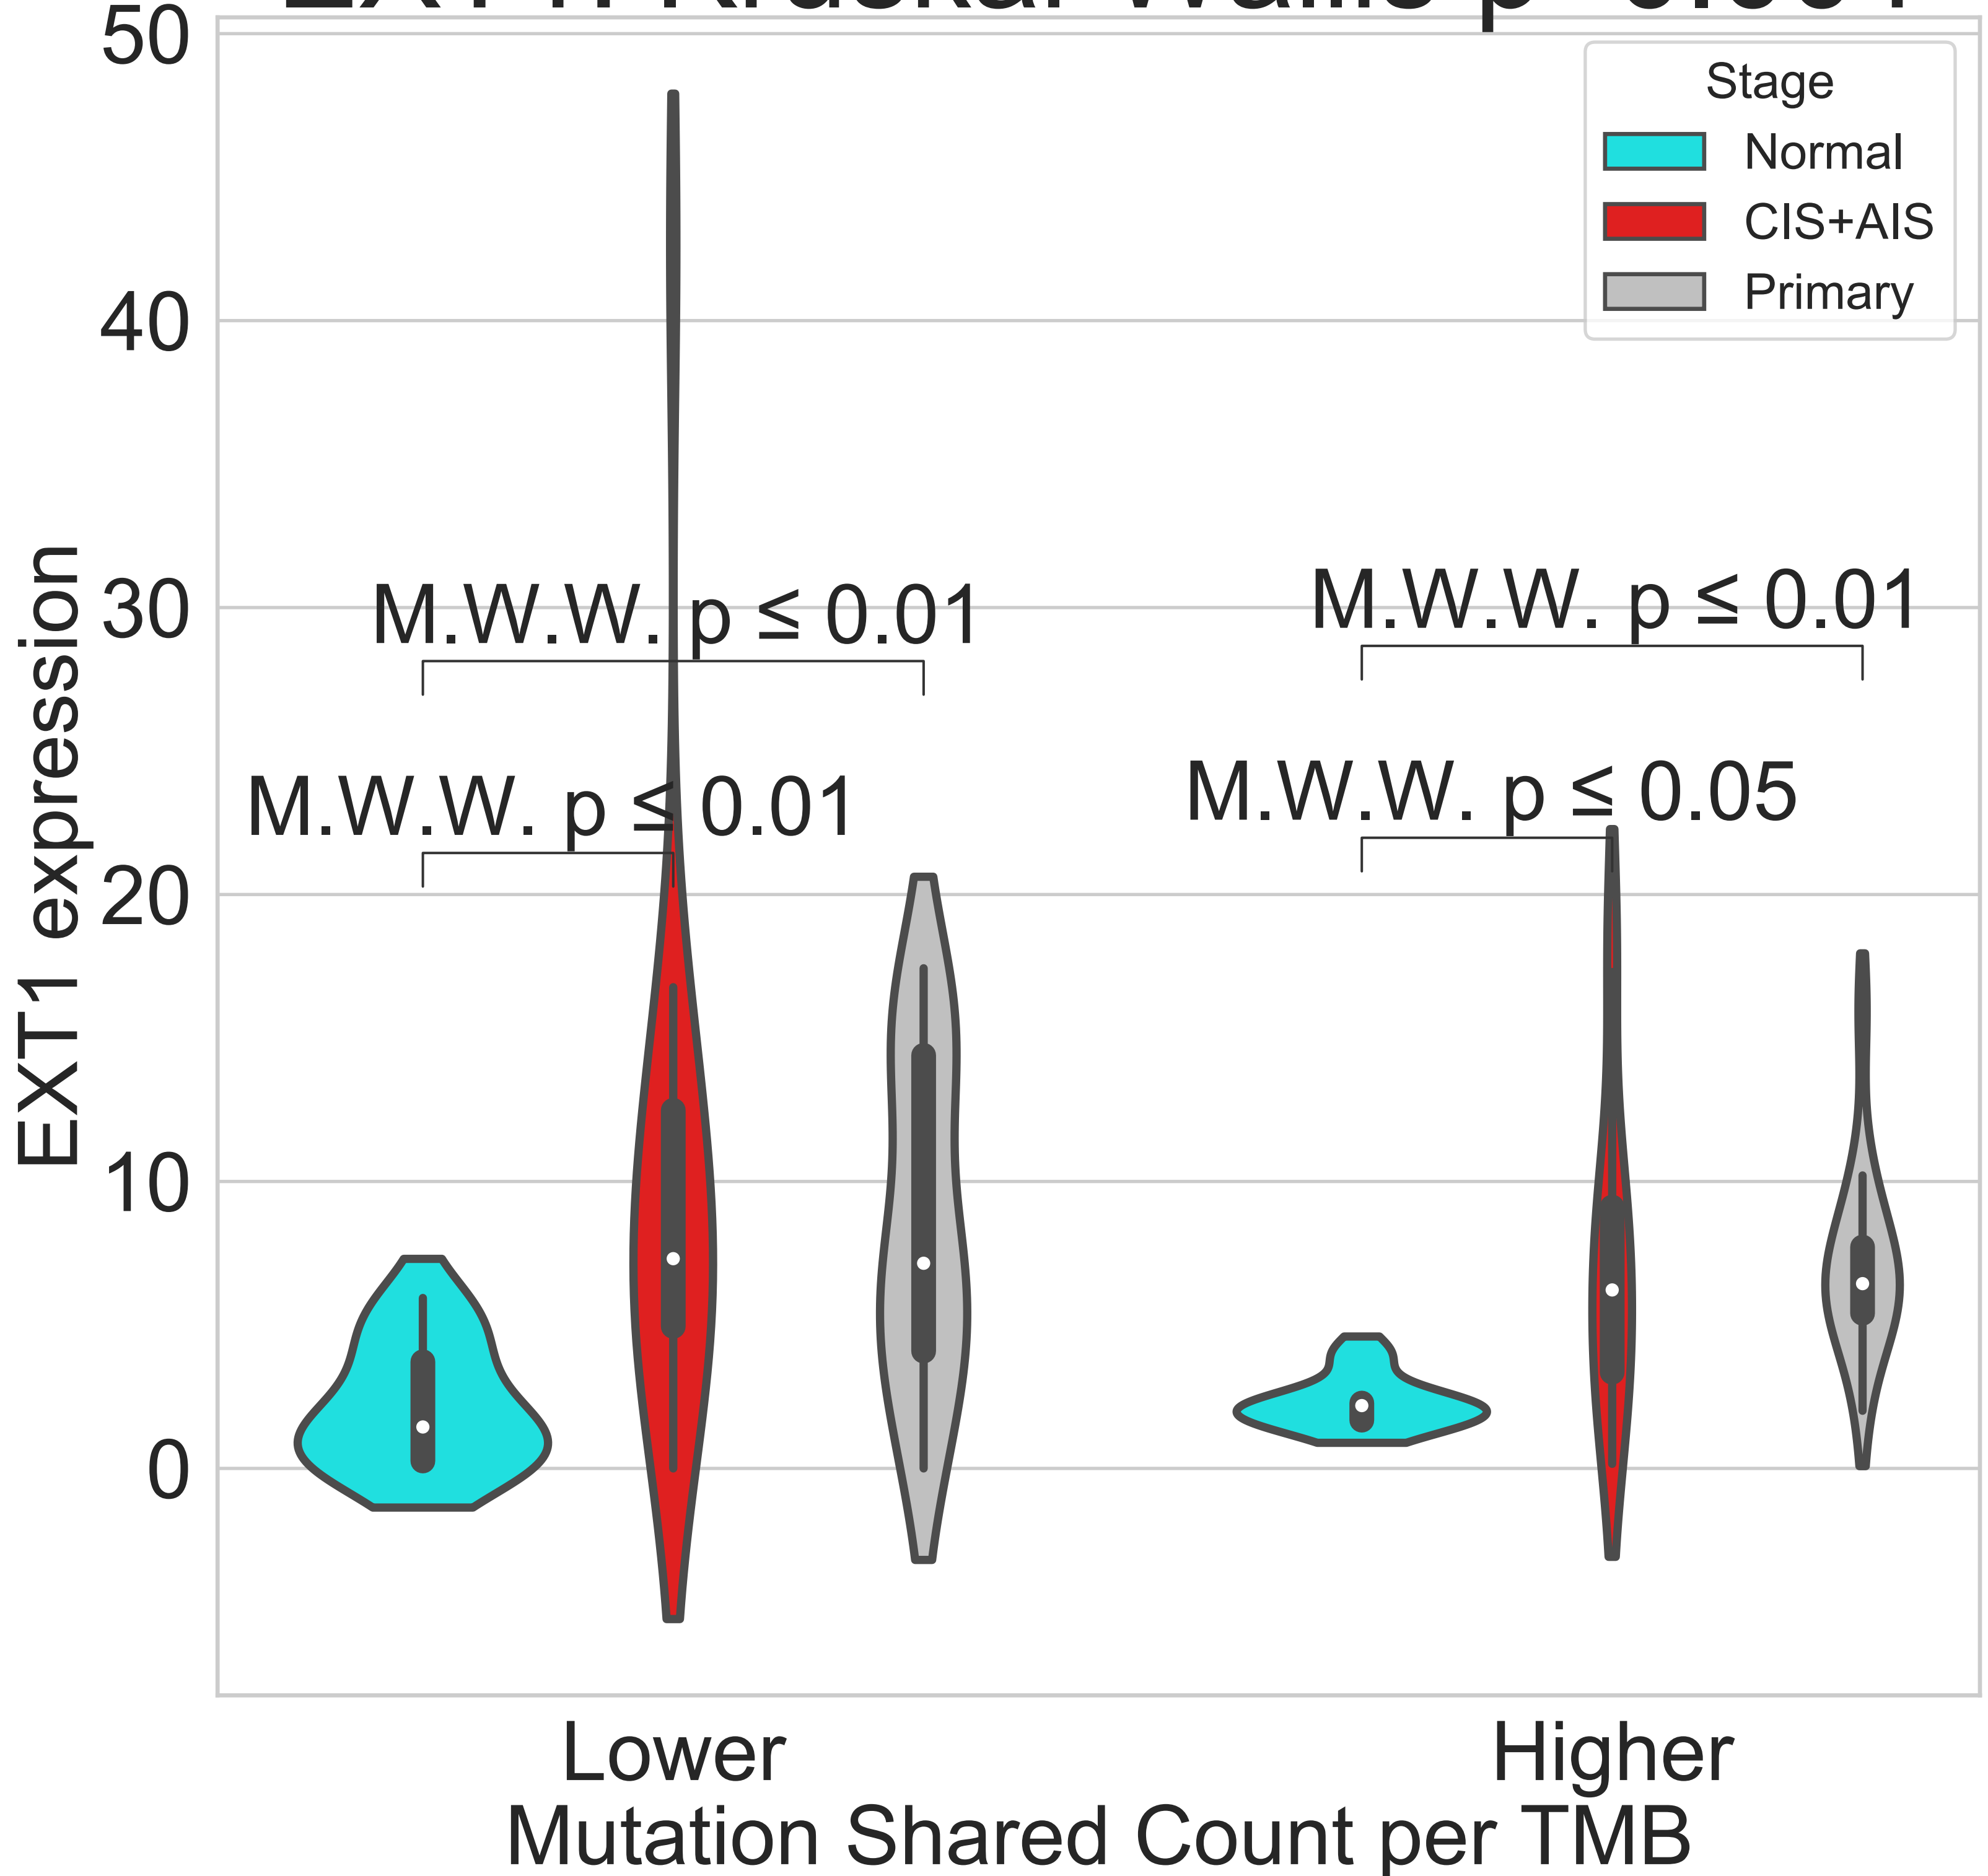 50
40
30
20
10
0
EXT1 expression
Stage
Normal
CIS+AIS
Primary
M.W.W. p ≤ 0.01
M.W.W. p ≤ 0.01
M.W.W. p ≤ 0.01
M.W.W. p ≤ 0.05
Lower
Higher
Mutation Shared Count per TMB